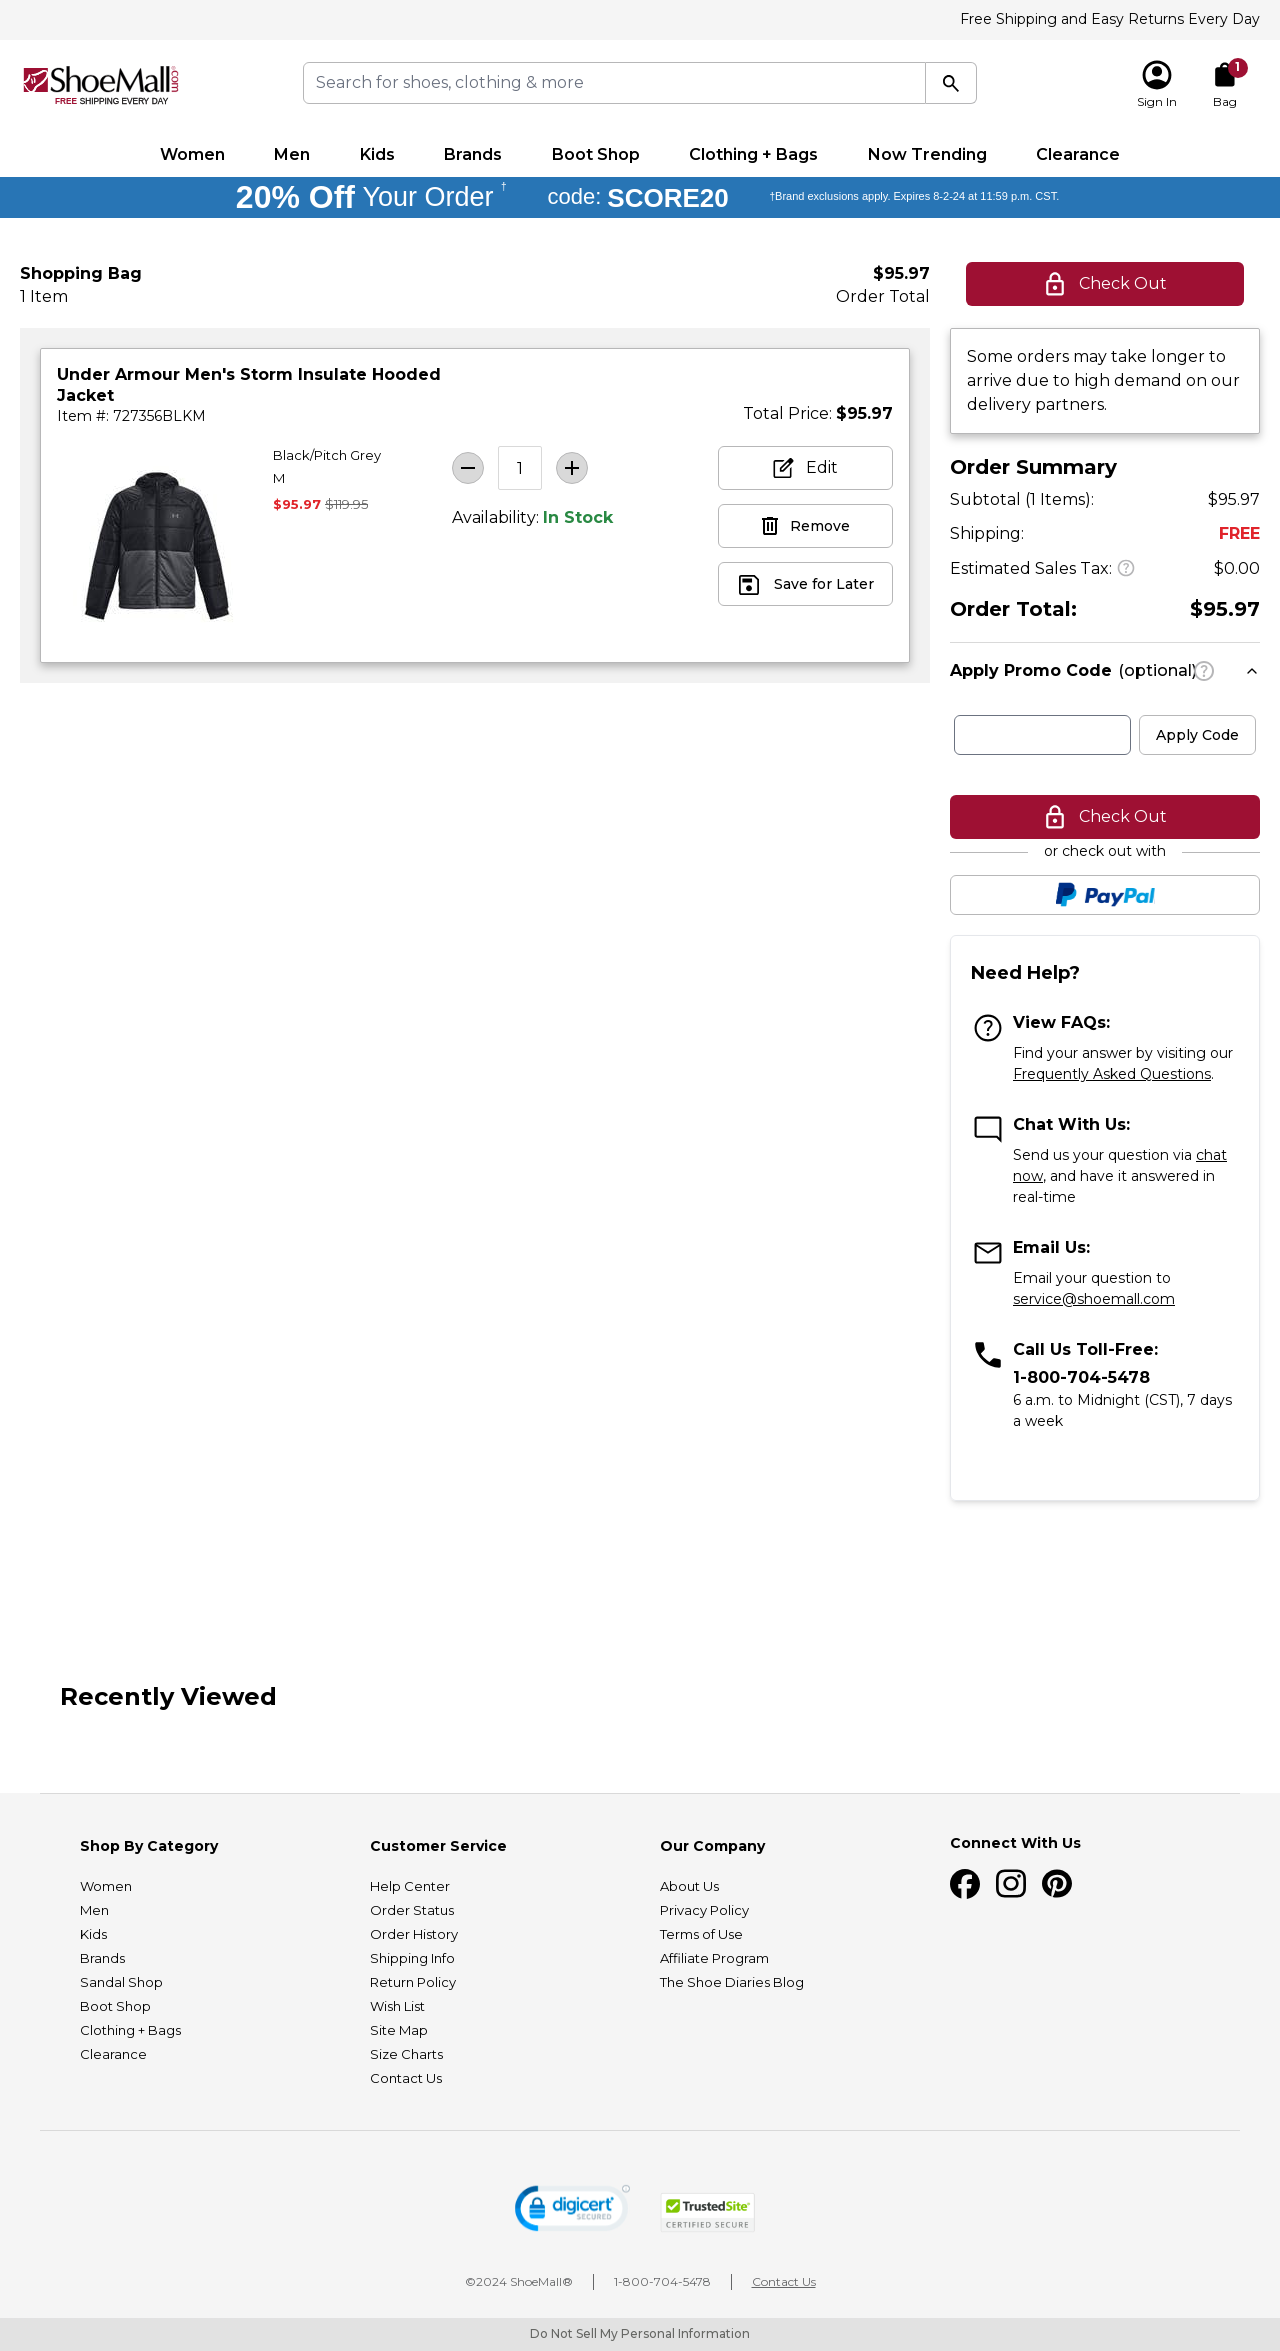 Free Shipping and Easy Returns Every Day
ShoeMall.com
FREE SHIPPING EVERY DAY
Search for shoes, clothing & more
Sign In
1
Bag
Women Men Kids Brands Boot Shop Clothing + Bags Now Trending Clearance
20% Off Your Order † code: SCORE20 †Brand exclusions apply. Expires 8-2-24 at 11:59 p.m. CST.
Shopping Bag
1 Item
$95.97
Order Total
Check Out
Under Armour Men's Storm Insulate Hooded
Jacket
Item #: 727356BLKM
Total Price: $95.97
Black/Pitch Grey
M
$95.97 $119.95
1
Availability: In Stock
Edit
Remove
Save for Later
Some orders may take longer to
arrive due to high demand on our
delivery partners.
Order Summary
Subtotal (1 Items): $95.97
Shipping: FREE
Estimated Sales Tax: ? $0.00
Order Total: $95.97
Apply Promo Code (optional) ?
Apply Code
Check Out
or check out with
PayPal
Need Help?
View FAQs:
Find your answer by visiting our
Frequently Asked Questions.
Chat With Us:
Send us your question via chat
now, and have it answered in
real-time
Email Us:
Email your question to
service@shoemall.com
Call Us Toll-Free:
1-800-704-5478
6 a.m. to Midnight (CST), 7 days
a week
Recently Viewed
Shop By Category
Women
Men
Kids
Brands
Sandal Shop
Boot Shop
Clothing + Bags
Clearance
Customer Service
Help Center
Order Status
Order History
Shipping Info
Return Policy
Wish List
Site Map
Size Charts
Contact Us
Our Company
About Us
Privacy Policy
Terms of Use
Affiliate Program
The Shoe Diaries Blog
Connect With Us
digicert
SECURED
TrustedSite
CERTIFIED SECURE
©2024 ShoeMall® 1-800-704-5478 Contact Us
Do Not Sell My Personal Information